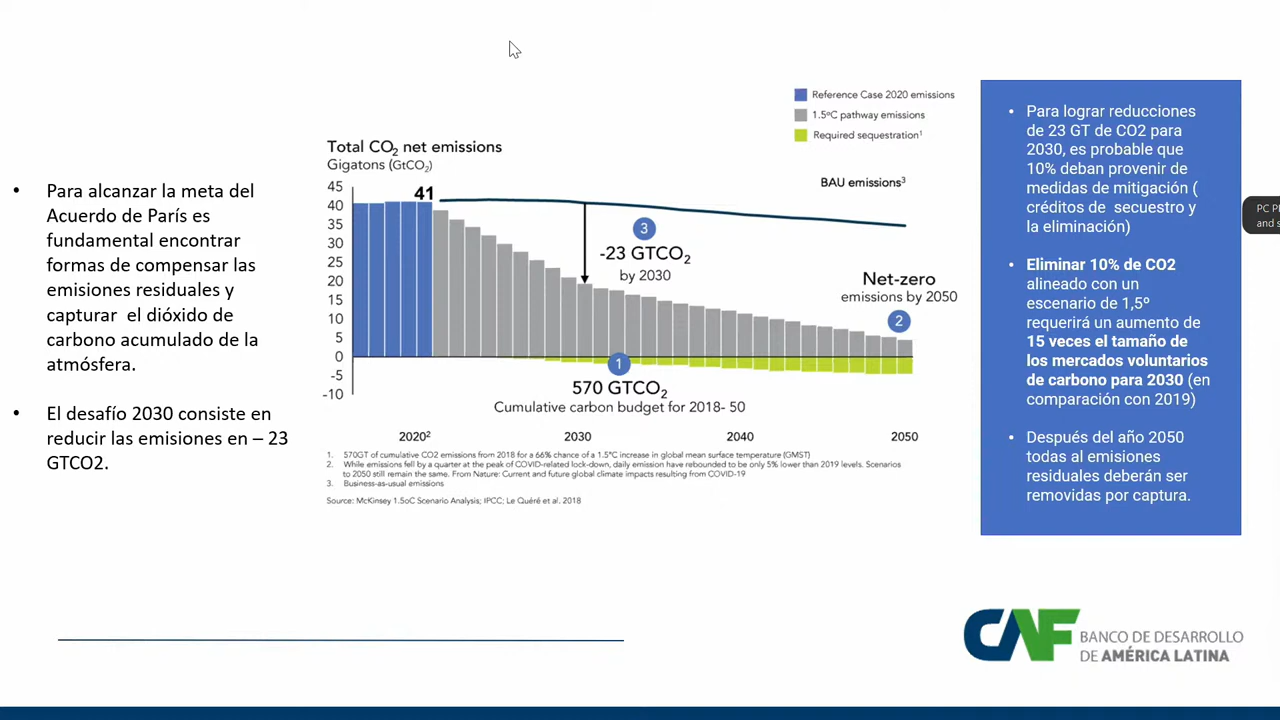 • Para alcanzar la meta del
Acuerdo de París es
fundamental encontrar
formas de compensar las
emisiones residuales y
capturar el dióxido de
carbono acumulado de la
atmósfera.
• El desafío 2030 consiste en
reducir las emisiones en – 23
GTCO2.
Reference Case 2020 emissions
1.5ºC pathway emissions
Required sequestration¹
Total CO₂ net emissions
Gigatons (GtCO₂)
45
40
35
30
25
20
15
10
5
0
-5
-10
41
BAU emissions³
3
-23 GTCO₂
by 2030
Net-zero
emissions by 2050
2
1
570 GTCO₂
Cumulative carbon budget for 2018- 50
2020²
2030
2040
2050
1. 570GT of cumulative CO2 emissions from 2018 for a 66% chance of a 1.5°C increase in global mean surface temperature (GMST)
2. While emissions fell by a quarter at the peak of COVID-related lock-down, daily emission have rebounded to be only 5% lower than 2019 levels. Scenarios
to 2050 still remain the same. From Nature: Current and future global climate impacts resulting from COVID-19
3. Business-as-usual emissions
Source: McKinsey 1.5oC Scenario Analysis; IPCC; Le Quéré et al. 2018
• Para lograr reducciones
de 23 GT de CO2 para
2030, es probable que
10% deban provenir de
medidas de mitigación (
créditos de secuestro y
la eliminación)
• Eliminar 10% de CO2
alineado con un
escenario de 1,5º
requerirá un aumento de
15 veces el tamaño de
los mercados voluntarios
de carbono para 2030 (en
comparación con 2019)
• Después del año 2050
todas al emisiones
residuales deberán ser
removidas por captura.
PC P
and s
CAF
BANCO DE DESARROLLO
DE AMÉRICA LATINA